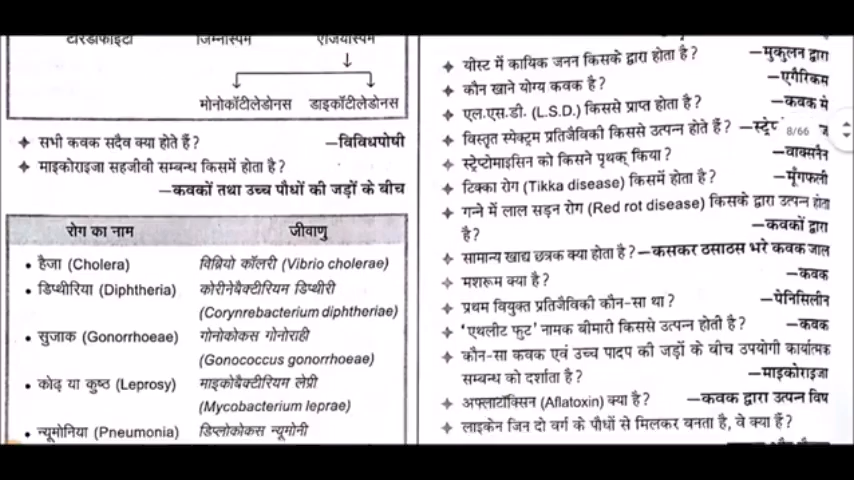 टेरिडोफाइटा जिम्नोस्पर्म एंजियोस्पर्म
मोनोकॉटीलेडोनस डाइकॉटीलेडोनस
सभी कवक सदैव क्या होते हैं? —विविधपोषी
माइकोराइजा सहजीवी सम्बन्ध किसमें होता है?
—कवकों तथा उच्च पौधों की जड़ों के बीच
रोग का नाम जीवाणु
• हैजा (Cholera) विब्रियो कॉलरी (Vibrio cholerae)
• डिप्थीरिया (Diphtheria) कोरीनेबैक्टीरियम डिप्थीरी
(Corynrebacterium diphtheriae)
• सुजाक (Gonorrhoeae) गोनोकोकस गोनोराही
(Gonococcus gonorrhoeae)
• कोढ़ या कुष्ठ (Leprosy) माइकोबैक्टीरियम लेप्री
(Mycobacterium leprae)
• न्यूमोनिया (Pneumonia) डिप्लोकोकस न्यूमोनी
यीस्ट में कायिक जनन किसके द्वारा होता है? —मुकुलन द्वारा
कौन खाने योग्य कवक है? —एगैरिकस
एल.एस.डी. (L.S.D.) किससे प्राप्त होता है? —कवक से
विस्तृत स्पेक्ट्रम प्रतिजैविकी किससे उत्पन्न होते हैं?
8/66
स्ट्रेप्टोमाइसिन को किसने पृथक् किया? —वाक्समैन
टिक्का रोग (Tikka disease) किसमें होता है? —मूँगफली
गन्ने में लाल सड़न रोग (Red rot disease) किसके द्वारा उत्पन्न होता
है? —कवकों द्वारा
सामान्य खाद्य छत्रक क्या होता है? —कसकर ठसाठस भरे कवक जाल
मशरूम क्या है? —कवक
प्रथम वियुक्त प्रतिजैविकी कौन-सा था? —पेनिसिलीन
'एथलीट फुट' नामक बीमारी किससे उत्पन्न होती है? —कवक
कौन-सा कवक एवं उच्च पादप की जड़ों के बीच उपयोगी कार्यात्मक
सम्बन्ध को दर्शाता है? —माइकोराइजा
अफ्लाटॉक्सिन (Aflatoxin) क्या है? —कवक द्वारा उत्पन्न विष
लाइकेन जिन दो वर्ग के पौधों से मिलकर बनता है, वे क्या हैं?